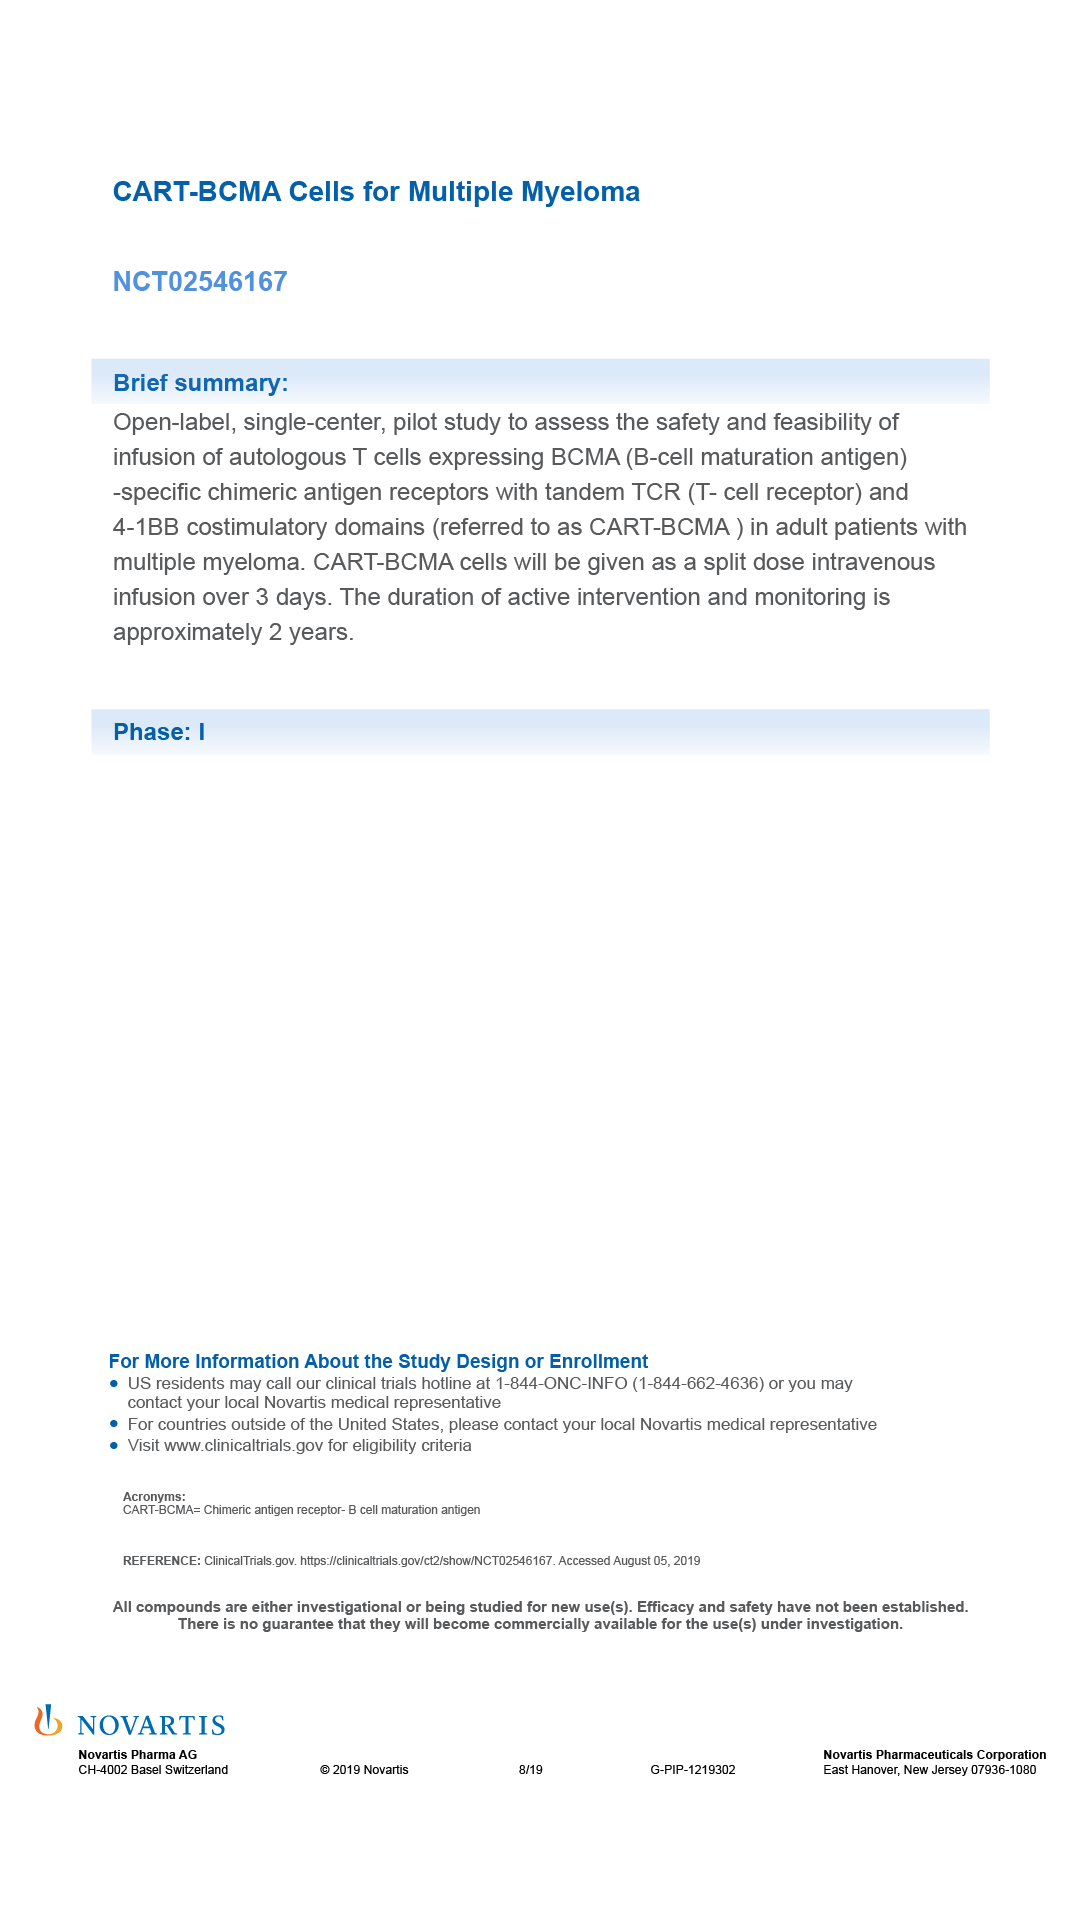 CART-BCMA Cells for Multiple Myeloma
NCT02546167
Brief summary:
Open-label, single-center, pilot study to assess the safety and feasibility of
infusion of autologous T cells expressing BCMA (B-cell maturation antigen)
-specific chimeric antigen receptors with tandem TCR (T- cell receptor) and
4-1BB costimulatory domains (referred to as CART-BCMA ) in adult patients with
multiple myeloma. CART-BCMA cells will be given as a split dose intravenous
infusion over 3 days. The duration of active intervention and monitoring is
approximately 2 years.
Phase: I
For More Information About the Study Design or Enrollment
● US residents may call our clinical trials hotline at 1-844-ONC-INFO (1-844-662-4636) or you may
contact your local Novartis medical representative
● For countries outside of the United States, please contact your local Novartis medical representative
● Visit www.clinicaltrials.gov for eligibility criteria
Acronyms:
CART-BCMA= Chimeric antigen receptor- B cell maturation antigen
REFERENCE: ClinicalTrials.gov. https://clinicaltrials.gov/ct2/show/NCT02546167. Accessed August 05, 2019
All compounds are either investigational or being studied for new use(s). Efficacy and safety have not been established.
There is no guarantee that they will become commercially available for the use(s) under investigation.
NOVARTIS
Novartis Pharma AG
CH-4002 Basel Switzerland
© 2019 Novartis
8/19
G-PIP-1219302
Novartis Pharmaceuticals Corporation
East Hanover, New Jersey 07936-1080